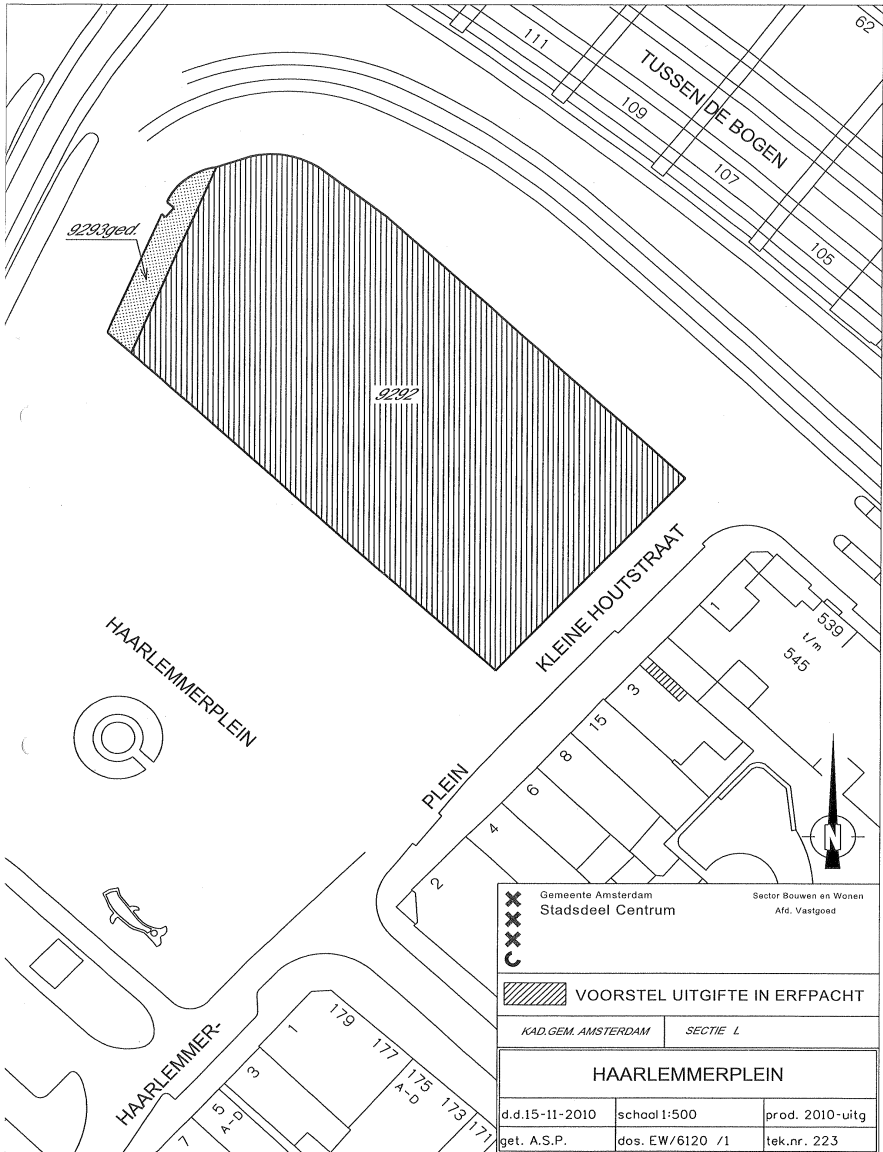 62
111
TUSSEN DE BOGEN
109
107
105
9293ged.
9292
KLEINE HOUTSTRAAT
HAARLEMMERPLEIN
1
539
t/m
545
3
15
8
6
4
2
PLEIN
HAARLEMMER-
1
3
5
A-D
7
179
177
175
A-D
173
171
N
Gemeente Amsterdam
Stadsdeel Centrum
Sector Bouwen en Wonen
Afd. Vastgoed
VOORSTEL UITGIFTE IN ERFPACHT
KAD.GEM. AMSTERDAM SECTIE L
HAARLEMMERPLEIN
d.d.15-11-2010 schaal 1:500 prod. 2010-uitg
get. A.S.P. dos. EW/6120 /1 tek.nr. 223